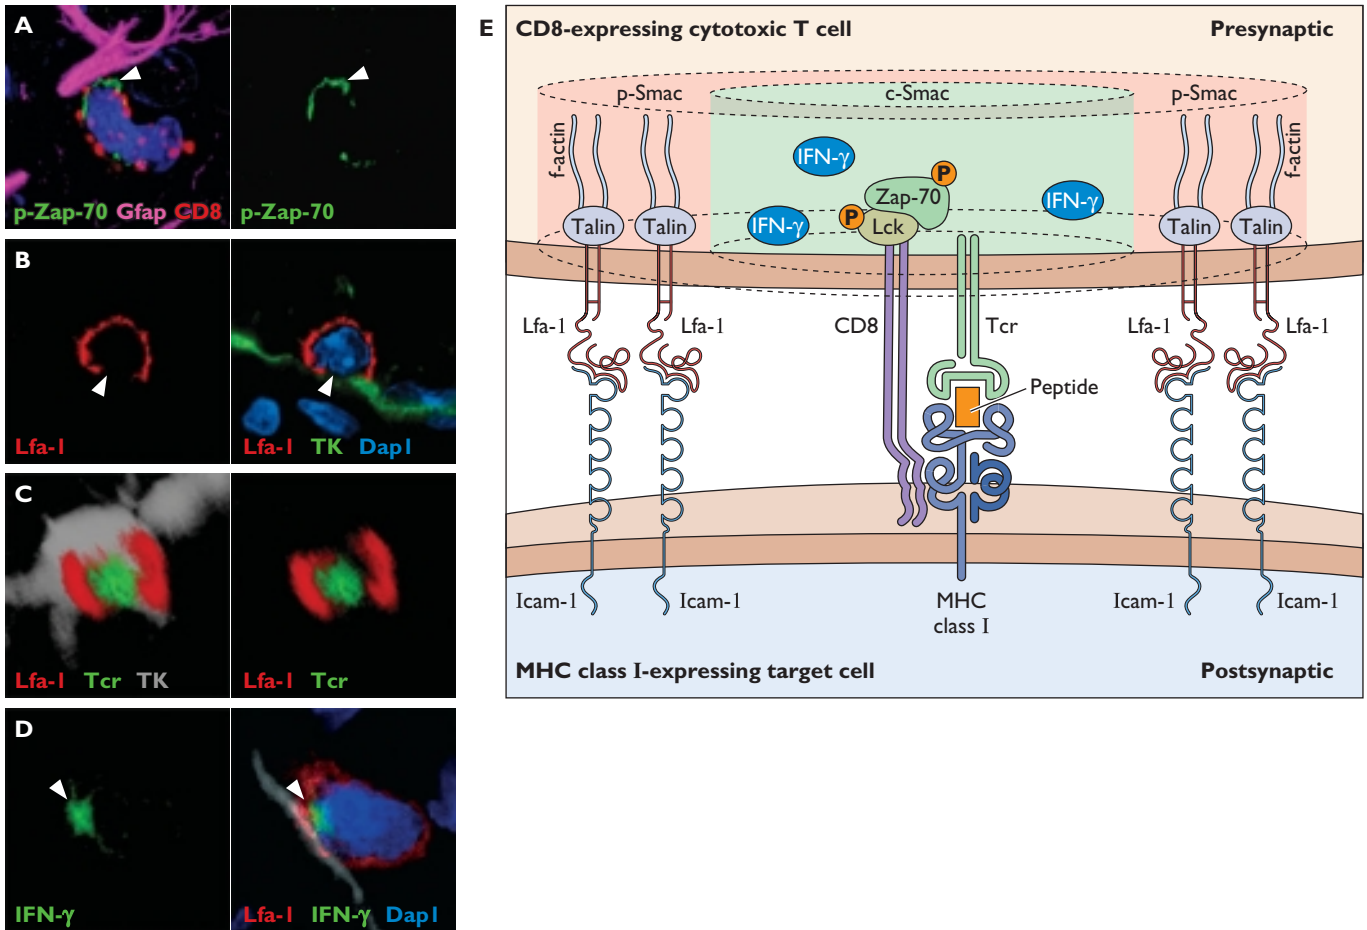 A
p-Zap-70 Gfap CD8
p-Zap-70
B
Lfa-1
Lfa-1 TK Dap1
C
Lfa-1 Tcr TK
Lfa-1 Tcr
D
IFN-γ
Lfa-1 IFN-γ Dap1
E
CD8-expressing cytotoxic T cell
Presynaptic
p-Smac
c-Smac
p-Smac
f-actin
f-actin
IFN-γ
P
Zap-70
IFN-γ
P
Lck
IFN-γ
Talin
Talin
Talin
Talin
Lfa-1
Lfa-1
CD8
Tcr
Lfa-1
Lfa-1
Peptide
Icam-1
Icam-1
MHC
class I
Icam-1
Icam-1
MHC class I-expressing target cell
Postsynaptic